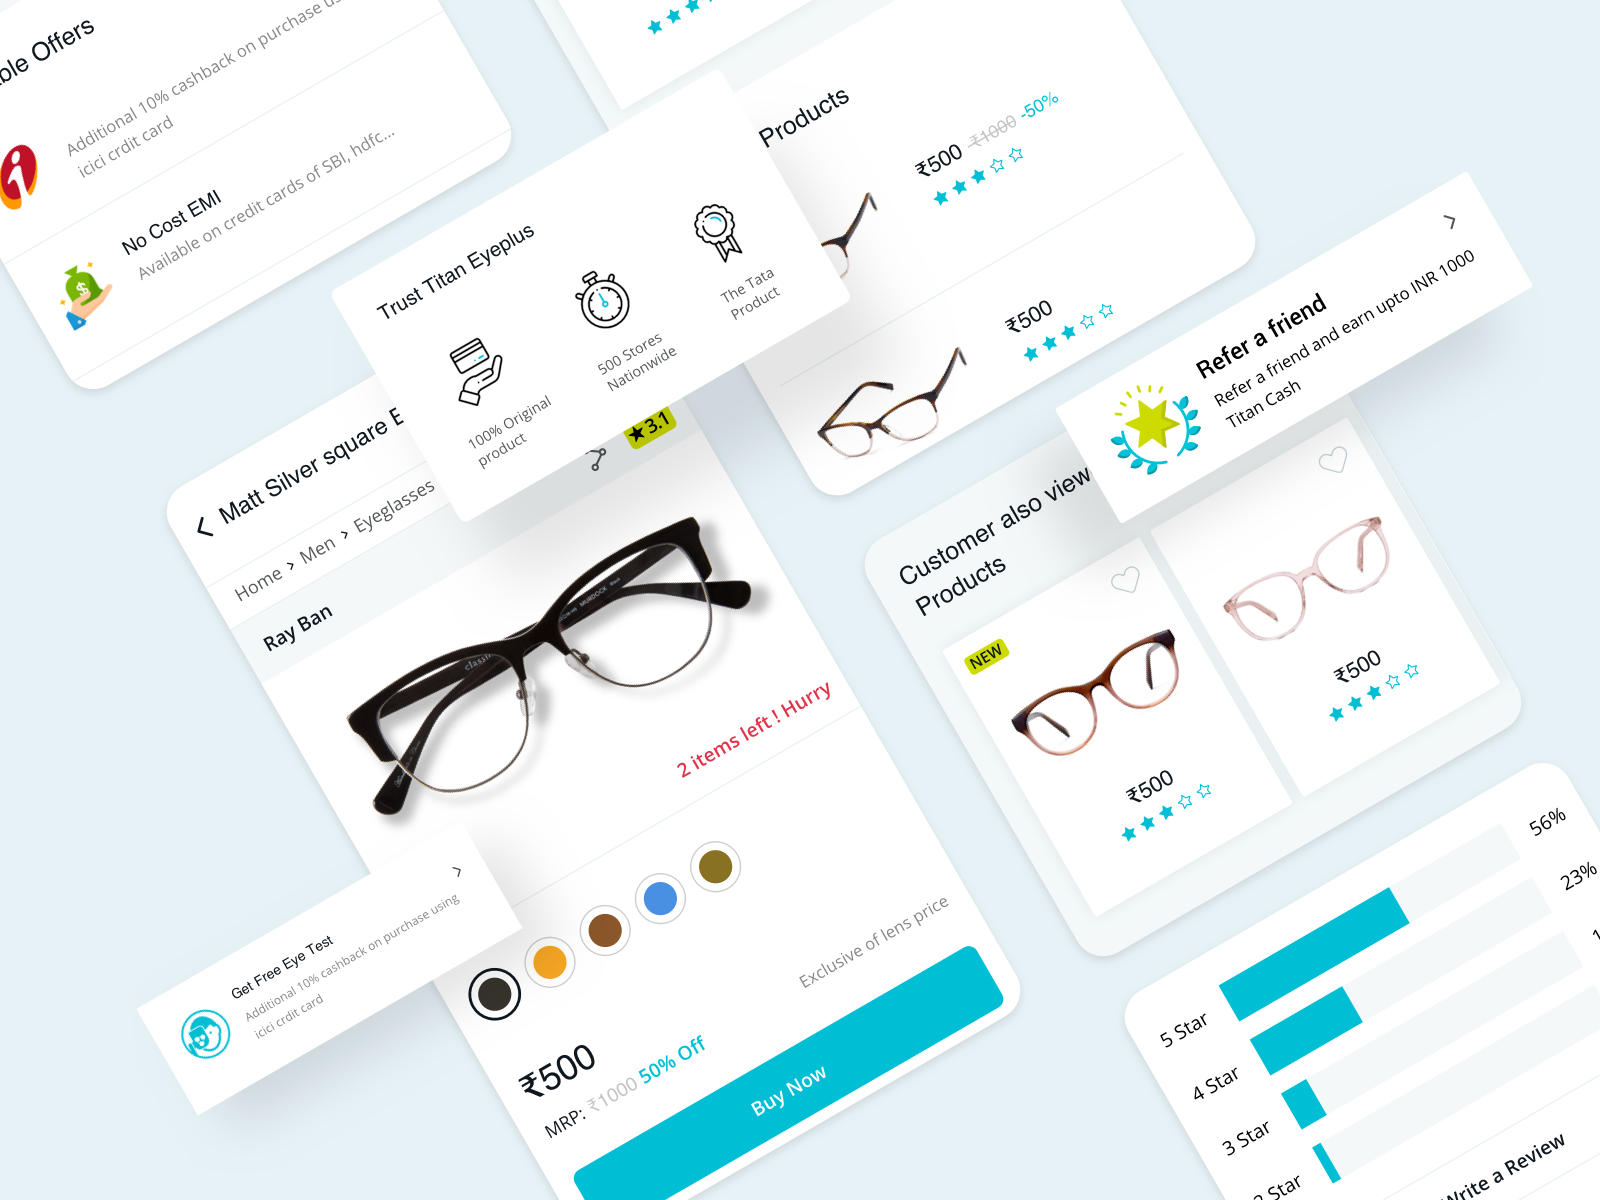 Offers
Additional 10% cashback on purchase
icici crdit card
No Cost EMI
Available on credit cards of SBI, hdfc...
Trust Titan Eyeplus
100% Original
product
500 Stores
Nationwide
The Tata
Product
Products
₹500 ₹1000 -50%
₹500
Refer a friend
Refer a friend and earn upto INR 1000
Titan Cash
Matt Silver square E
Home > Men > Eyeglasses
Ray Ban
★ 3.1
classi
MURDOCK
2 items left ! Hurry
Get Free Eye Test
Additional 10% cashback on purchase using
icici crdit card
Exclusive of lens price
₹500
MRP: ₹1000 50% Off
Buy Now
Customer also view
Products
NEW
₹500
₹500
5 Star 56%
4 Star 23%
3 Star 1
Star
Write a Review